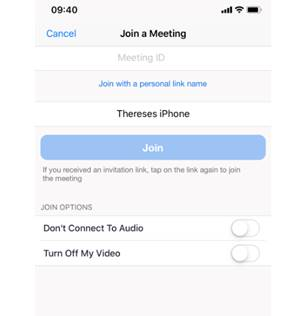 09:40
Cancel Join a Meeting
Meeting ID
Join with a personal link name
Thereses iPhone
Join
If you received an invitation link, tap on the link again to join
the meeting
JOIN OPTIONS
Don't Connect To Audio
Turn Off My Video